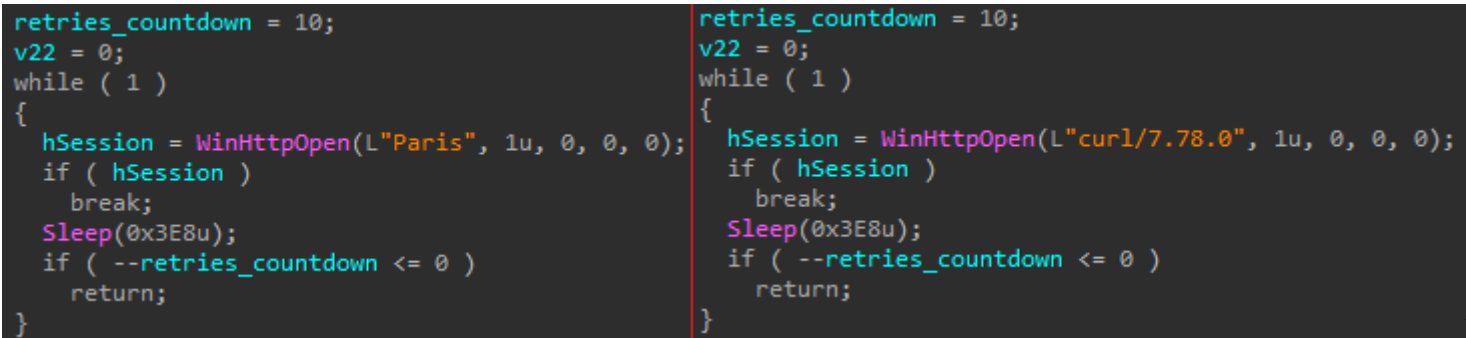 retries_countdown = 10;
v22 = 0;
while ( 1 )
{
  hSession = WinHttpOpen(L"Paris", 1u, 0, 0, 0);
  if ( hSession )
    break;
  Sleep(0x3E8u);
  if ( --retries_countdown <= 0 )
    return;
}
retries_countdown = 10;
v22 = 0;
while ( 1 )
{
  hSession = WinHttpOpen(L"curl/7.78.0", 1u, 0, 0, 0);
  if ( hSession )
    break;
  Sleep(0x3E8u);
  if ( --retries_countdown <= 0 )
    return;
}